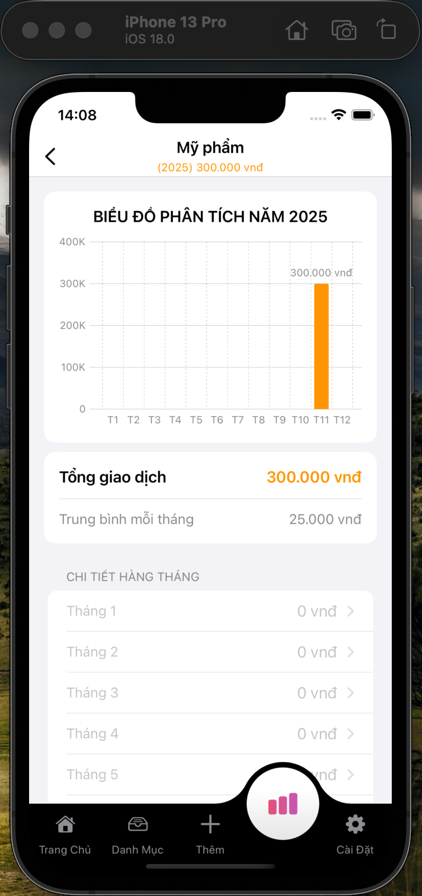 iPhone 13 Pro
iOS 18.0
14:08
Mỹ phẩm
(2025) 300.000 vnđ
BIỂU ĐỒ PHÂN TÍCH NĂM 2025
400K
300.000 vnđ
300K
200K
100K
0
T1 T2 T3 T4 T5 T6 T7 T8 T9 T10 T11 T12
Tổng giao dịch 300.000 vnđ
Trung bình mỗi tháng 25.000 vnđ
CHI TIẾT HÀNG THÁNG
Tháng 1 0 vnđ
Tháng 2 0 vnđ
Tháng 3 0 vnđ
Tháng 4 0 vnđ
Tháng 5 vnđ
Trang Chủ Danh Mục Thêm Cài Đặt